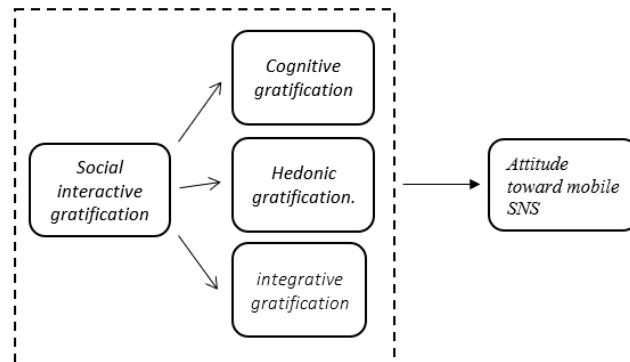 Cognitive
gratification
Social
interactive
gratification
Hedonic
gratification.
integrative
gratification
Attitude
toward mobile
SNS